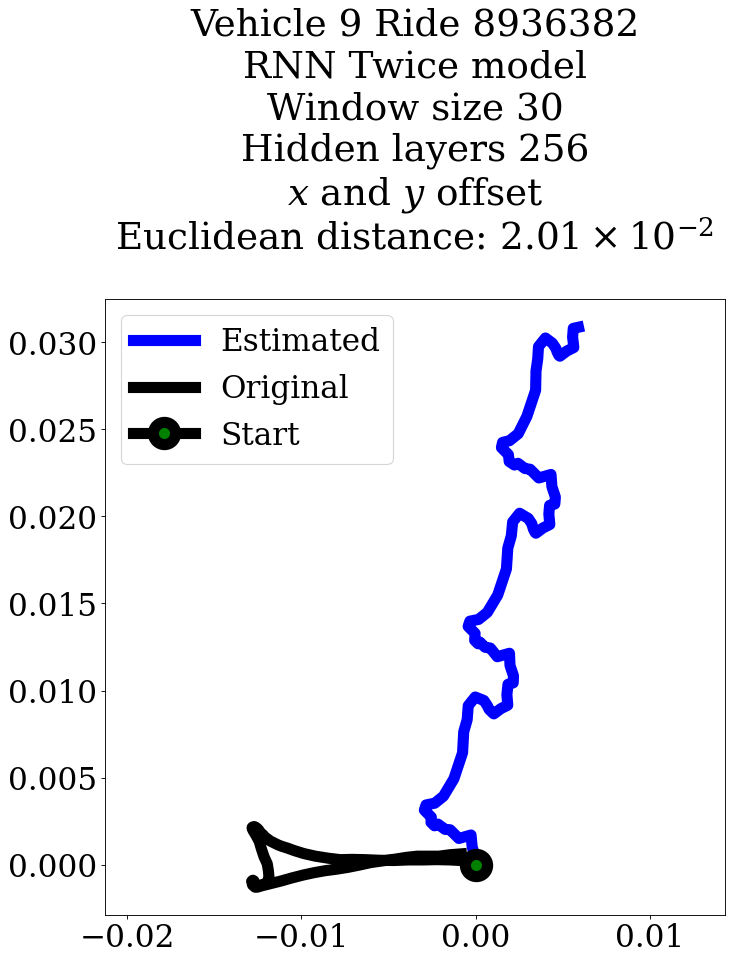 Vehicle 9 Ride 8936382
RNN Twice model
Window size 30
Hidden layers 256
x and y offset
Euclidean distance: 2.01 × 10⁻²
Estimated
Original
Start
0.030
0.025
0.020
0.015
0.010
0.005
0.000
−0.02
−0.01
0.00
0.01